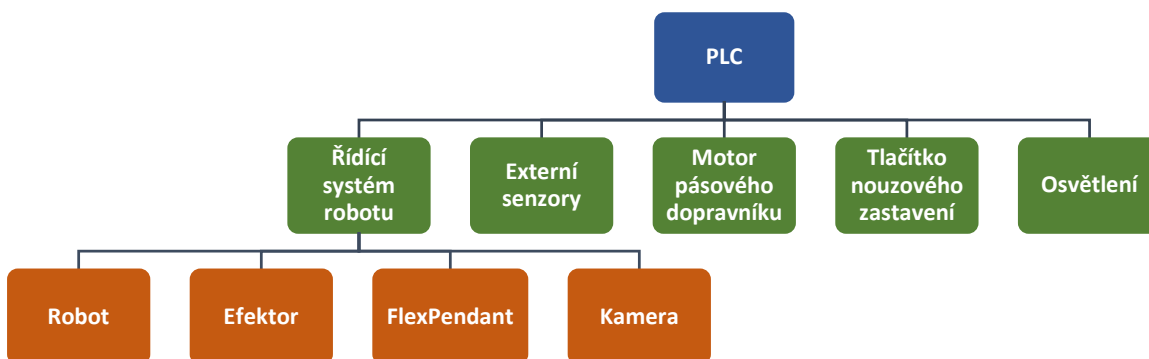 PLC
Řídící
systém
robotu
Externí
senzory
Motor
pásového
dopravníku
Tlačítko
nouzového
zastavení
Osvětlení
Robot
Efektor
FlexPendant
Kamera